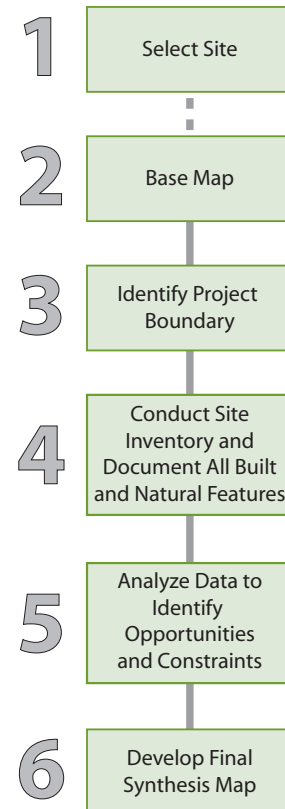 1
Select Site
2
Base Map
3
Identify Project
Boundary
4
Conduct Site
Inventory and
Document All Built
and Natural Features
5
Analyze Data to
Identify
Opportunities
and Constraints
6
Develop Final
Synthesis Map